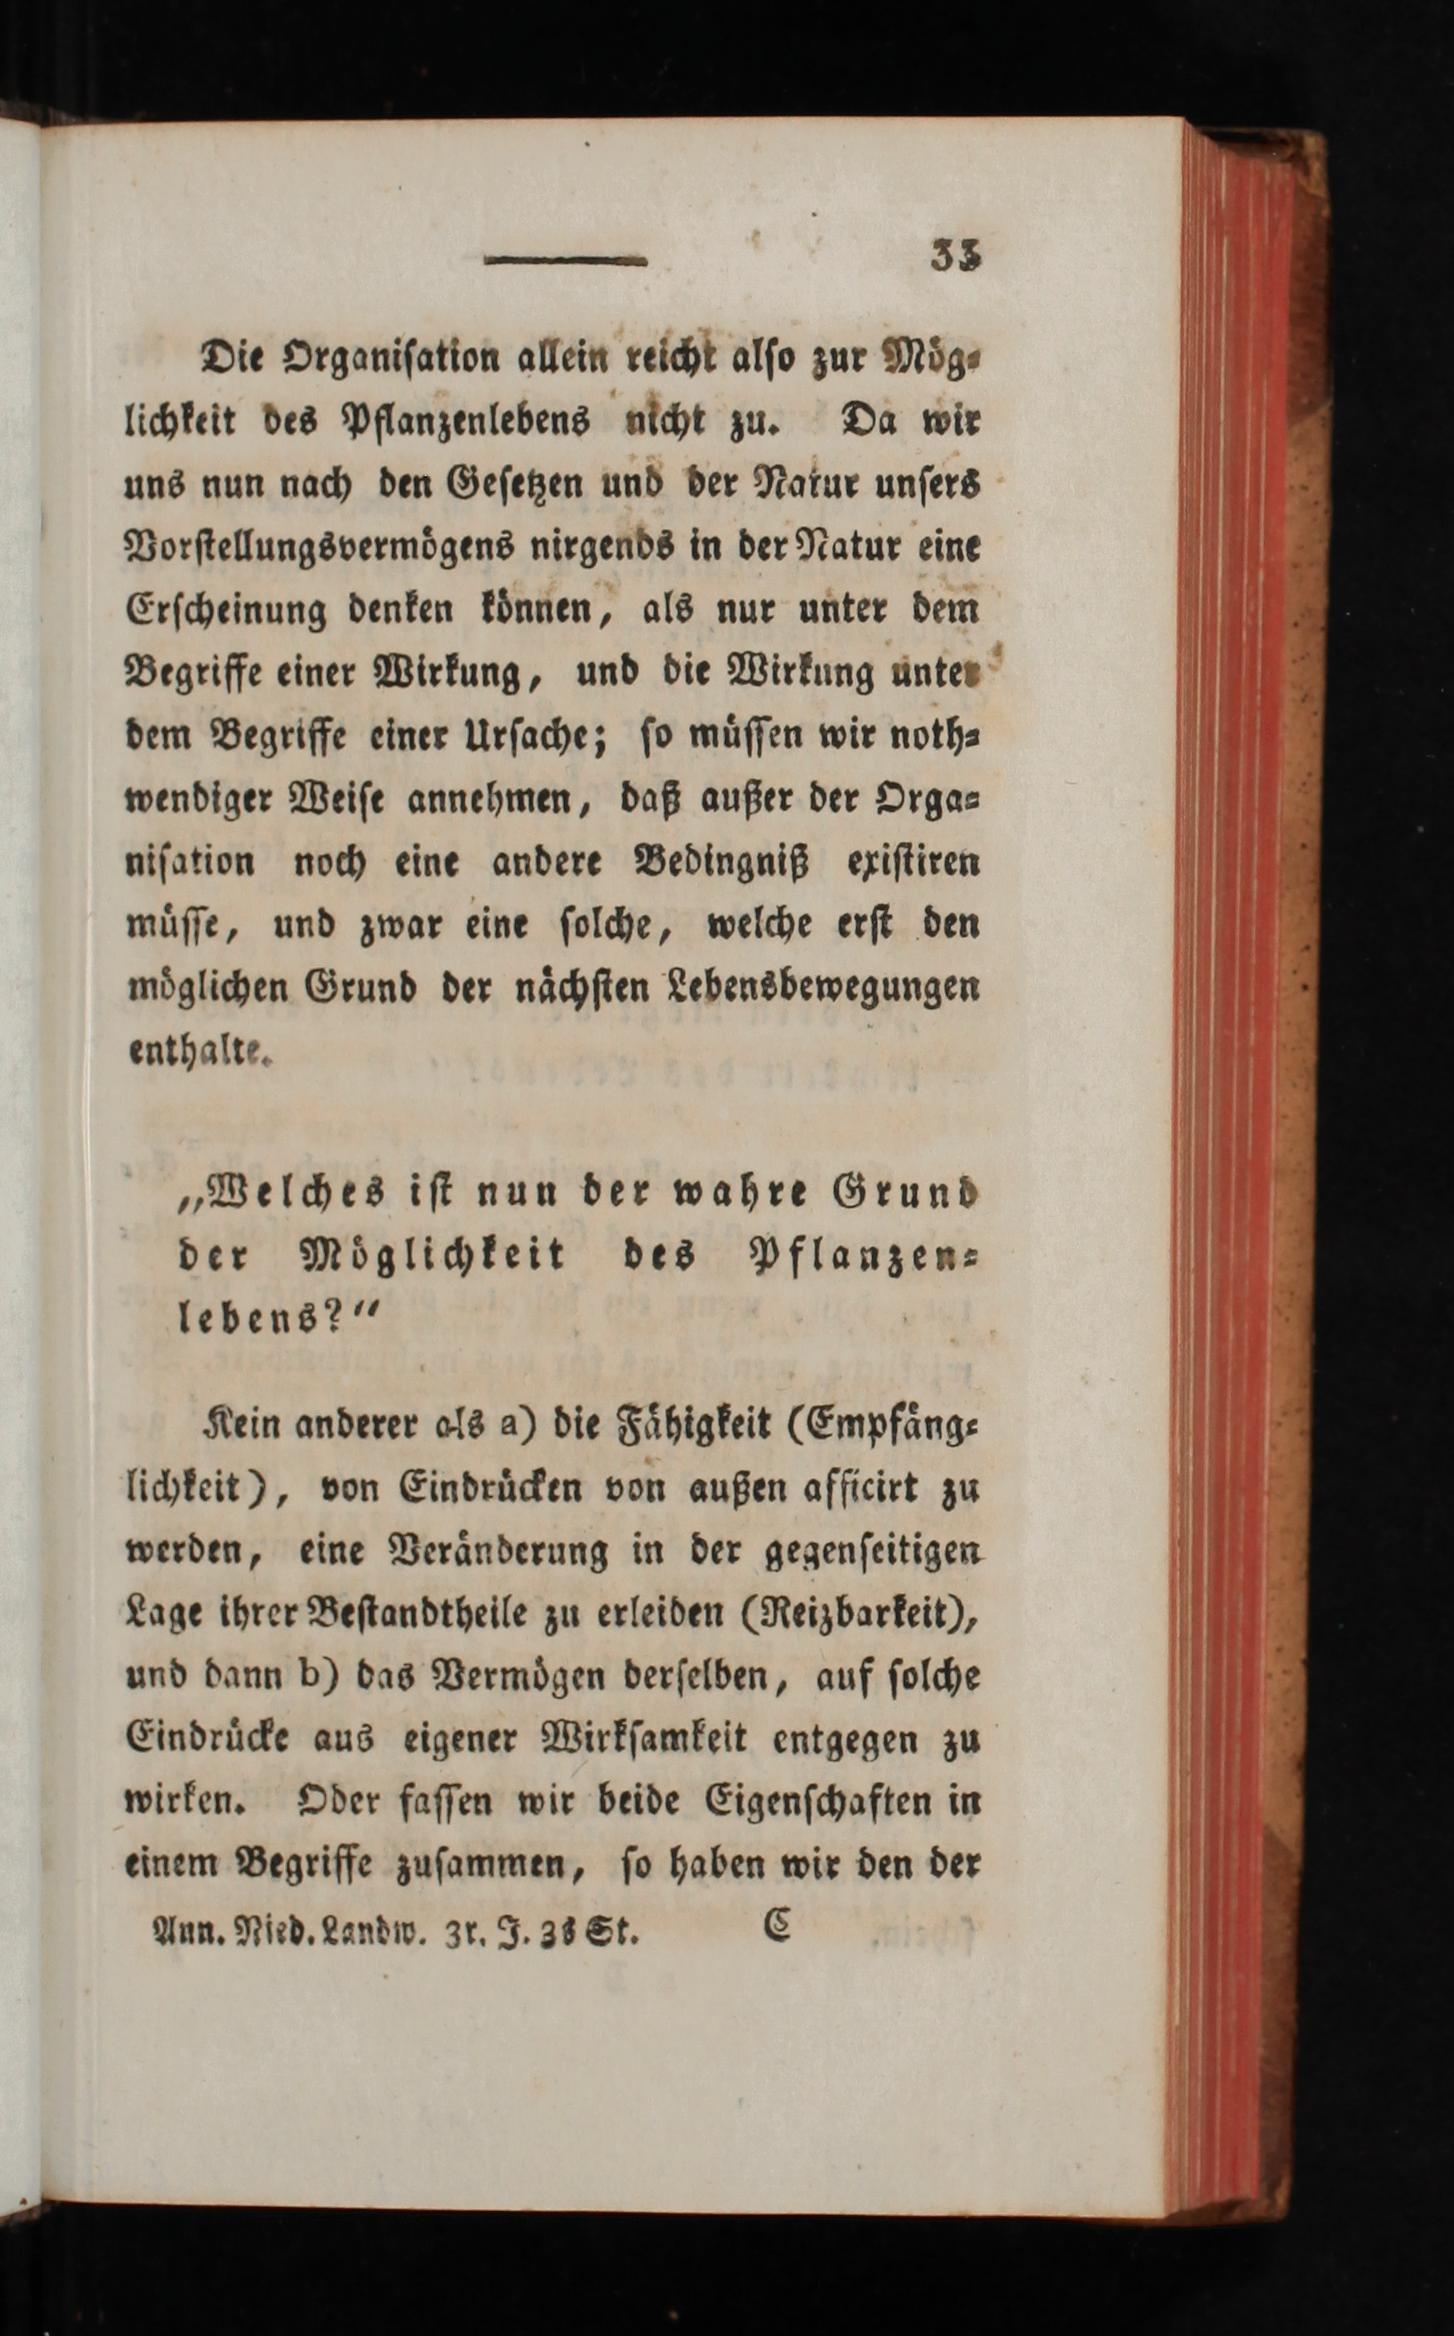 33
Die Organisation allein reicht also zur Mög-
lichkeit des Pflanzenlebens nicht zu. Da wir
uns nun nach den Gesetzen und der Natur unsers
Vorstellungsvermögens nirgends in der Natur eine
Erscheinung denken können, als nur unter dem
Begriffe einer Wirkung, und die Wirkung unter
dem Begriffe einer Ursache; so müssen wir noth-
wendiger Weise annehmen, daß außer der Orga-
nisation noch eine andere Bedingniß existiren
müsse, und zwar eine solche, welche erst den
möglichen Grund der nächsten Lebensbewegungen
enthalte.
„Welches ist nun der wahre Grund
der Möglichkeit des Pflanzen-
lebens?“
Kein anderer als a) die Fähigkeit (Empfäng-
lichkeit), von Eindrücken von außen afficirt zu
werden, eine Veränderung in der gegenseitigen
Lage ihrer Bestandtheile zu erleiden (Reizbarkeit),
und dann b) das Vermögen derselben, auf solche
Eindrücke aus eigener Wirksamkeit entgegen zu
wirken. Oder fassen wir beide Eigenschaften in
einem Begriffe zusammen, so haben wir den der
Ann. Nied. Landw. 3r. J. 3s St. C